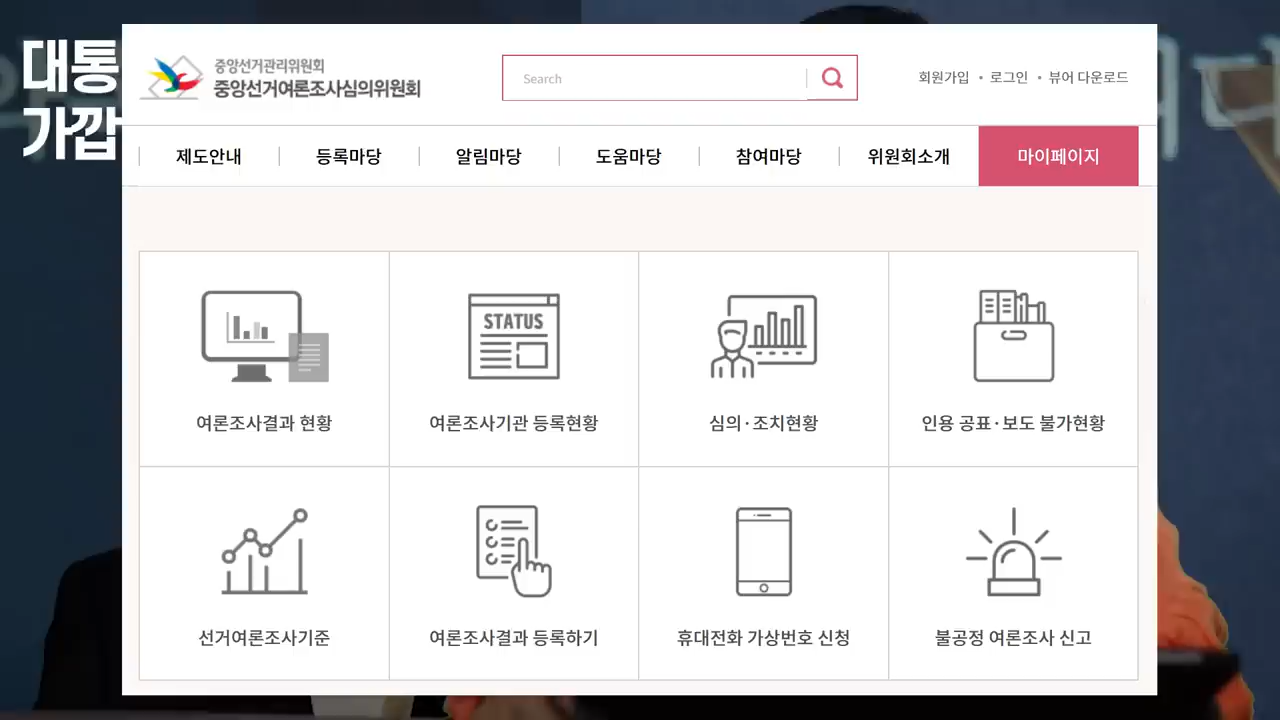 대통
가깝
중앙선거관리위원회
중앙선거여론조사심의위원회
Search
회원가입 • 로그인 • 뷰어 다운로드
제도안내
등록마당
알림마당
도움마당
참여마당
위원회소개
마이페이지
STATUS
여론조사결과 현황
여론조사기관 등록현황
심의·조치현황
인용 공표·보도 불가현황
선거여론조사기준
여론조사결과 등록하기
휴대전화 가상번호 신청
불공정 여론조사 신고